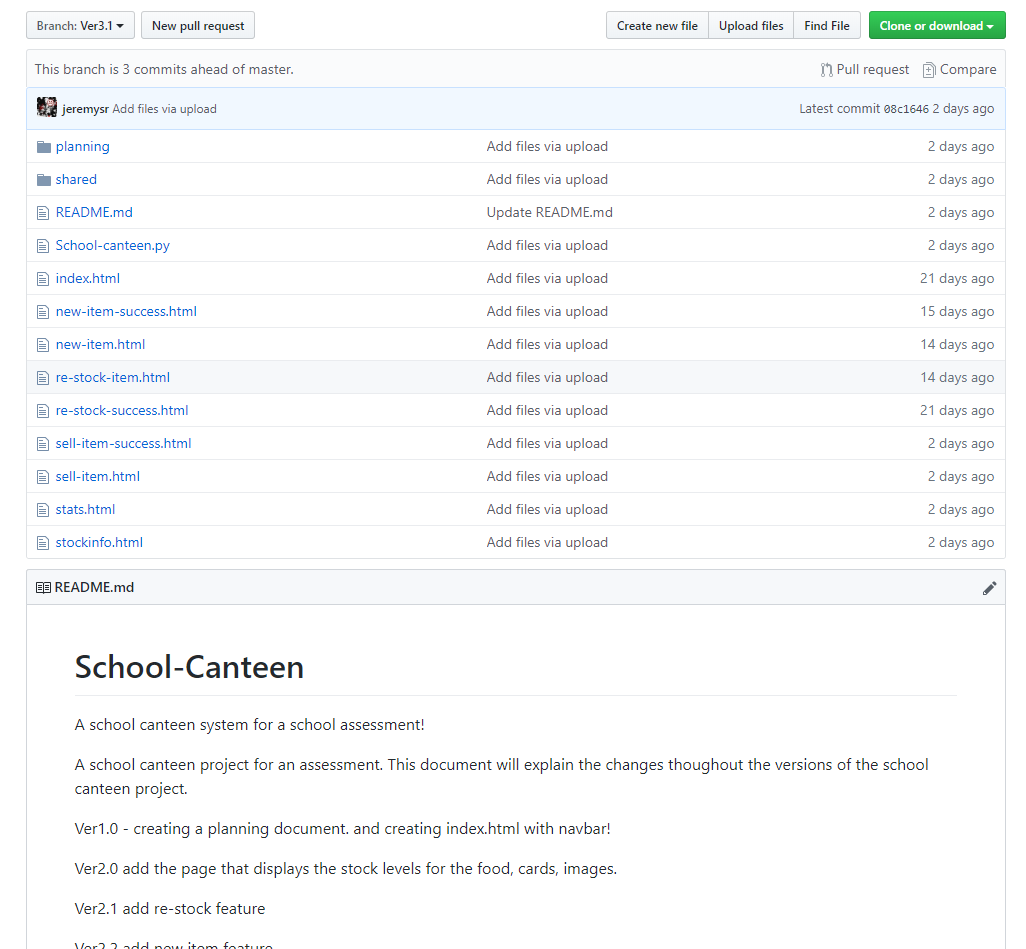 Branch: Ver3.1 New pull request Create new file Upload files Find File Clone or download
This branch is 3 commits ahead of master. Pull request Compare
jeremysr Add files via upload Latest commit 08c1646 2 days ago
planning Add files via upload 2 days ago
shared Add files via upload 2 days ago
README.md Update README.md 2 days ago
School-canteen.py Add files via upload 2 days ago
index.html Add files via upload 21 days ago
new-item-success.html Add files via upload 15 days ago
new-item.html Add files via upload 14 days ago
re-stock-item.html Add files via upload 14 days ago
re-stock-success.html Add files via upload 21 days ago
sell-item-success.html Add files via upload 2 days ago
sell-item.html Add files via upload 2 days ago
stats.html Add files via upload 2 days ago
stockinfo.html Add files via upload 2 days ago
README.md
School-Canteen
A school canteen system for a school assessment!
A school canteen project for an assessment. This document will explain the changes thoughout the versions of the school
canteen project.
Ver1.0 - creating a planning document. and creating index.html with navbar!
Ver2.0 add the page that displays the stock levels for the food, cards, images.
Ver2.1 add re-stock feature
Ver2.2 add new item feature